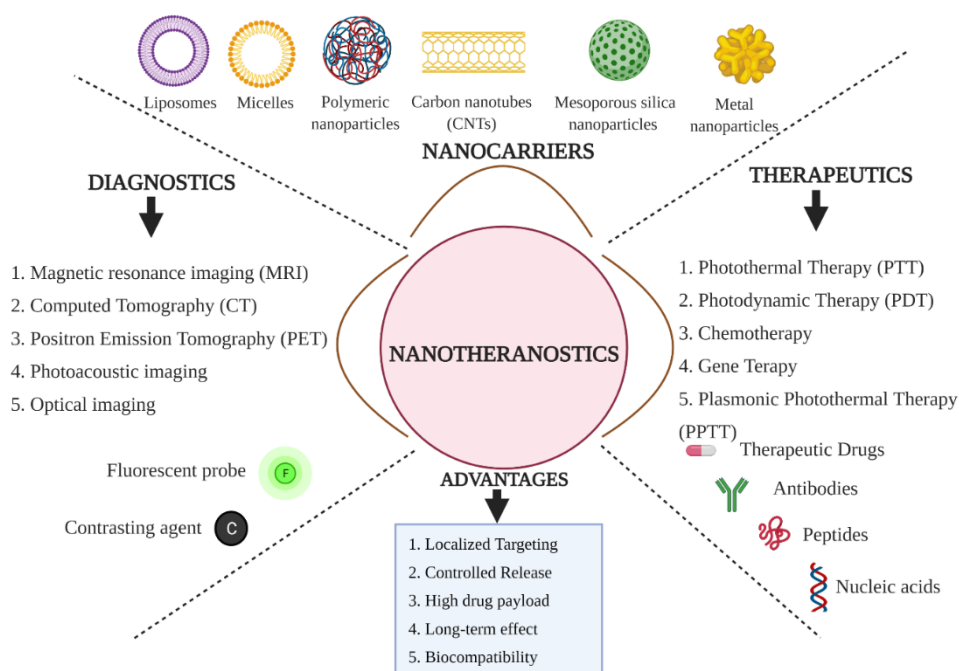 Liposomes
Micelles
Polymeric
nanoparticles
Carbon nanotubes
(CNTs)
Mesoporous silica
nanoparticles
Metal
nanoparticles
NANOCARRIERS
DIAGNOSTICS
1. Magnetic resonance imaging (MRI)
2. Computed Tomography (CT)
3. Positron Emission Tomography (PET)
4. Photoacoustic imaging
5. Optical imaging
Fluorescent probe
F
Contrasting agent
C
NANOTHERANOSTICS
THERAPEUTICS
1. Photothermal Therapy (PTT)
2. Photodynamic Therapy (PDT)
3. Chemotherapy
4. Gene Terapy
5. Plasmonic Photothermal Therapy
(PPTT)
Therapeutic Drugs
Antibodies
Peptides
Nucleic acids
ADVANTAGES
1. Localized Targeting
2. Controlled Release
3. High drug payload
4. Long-term effect
5. Biocompatibility